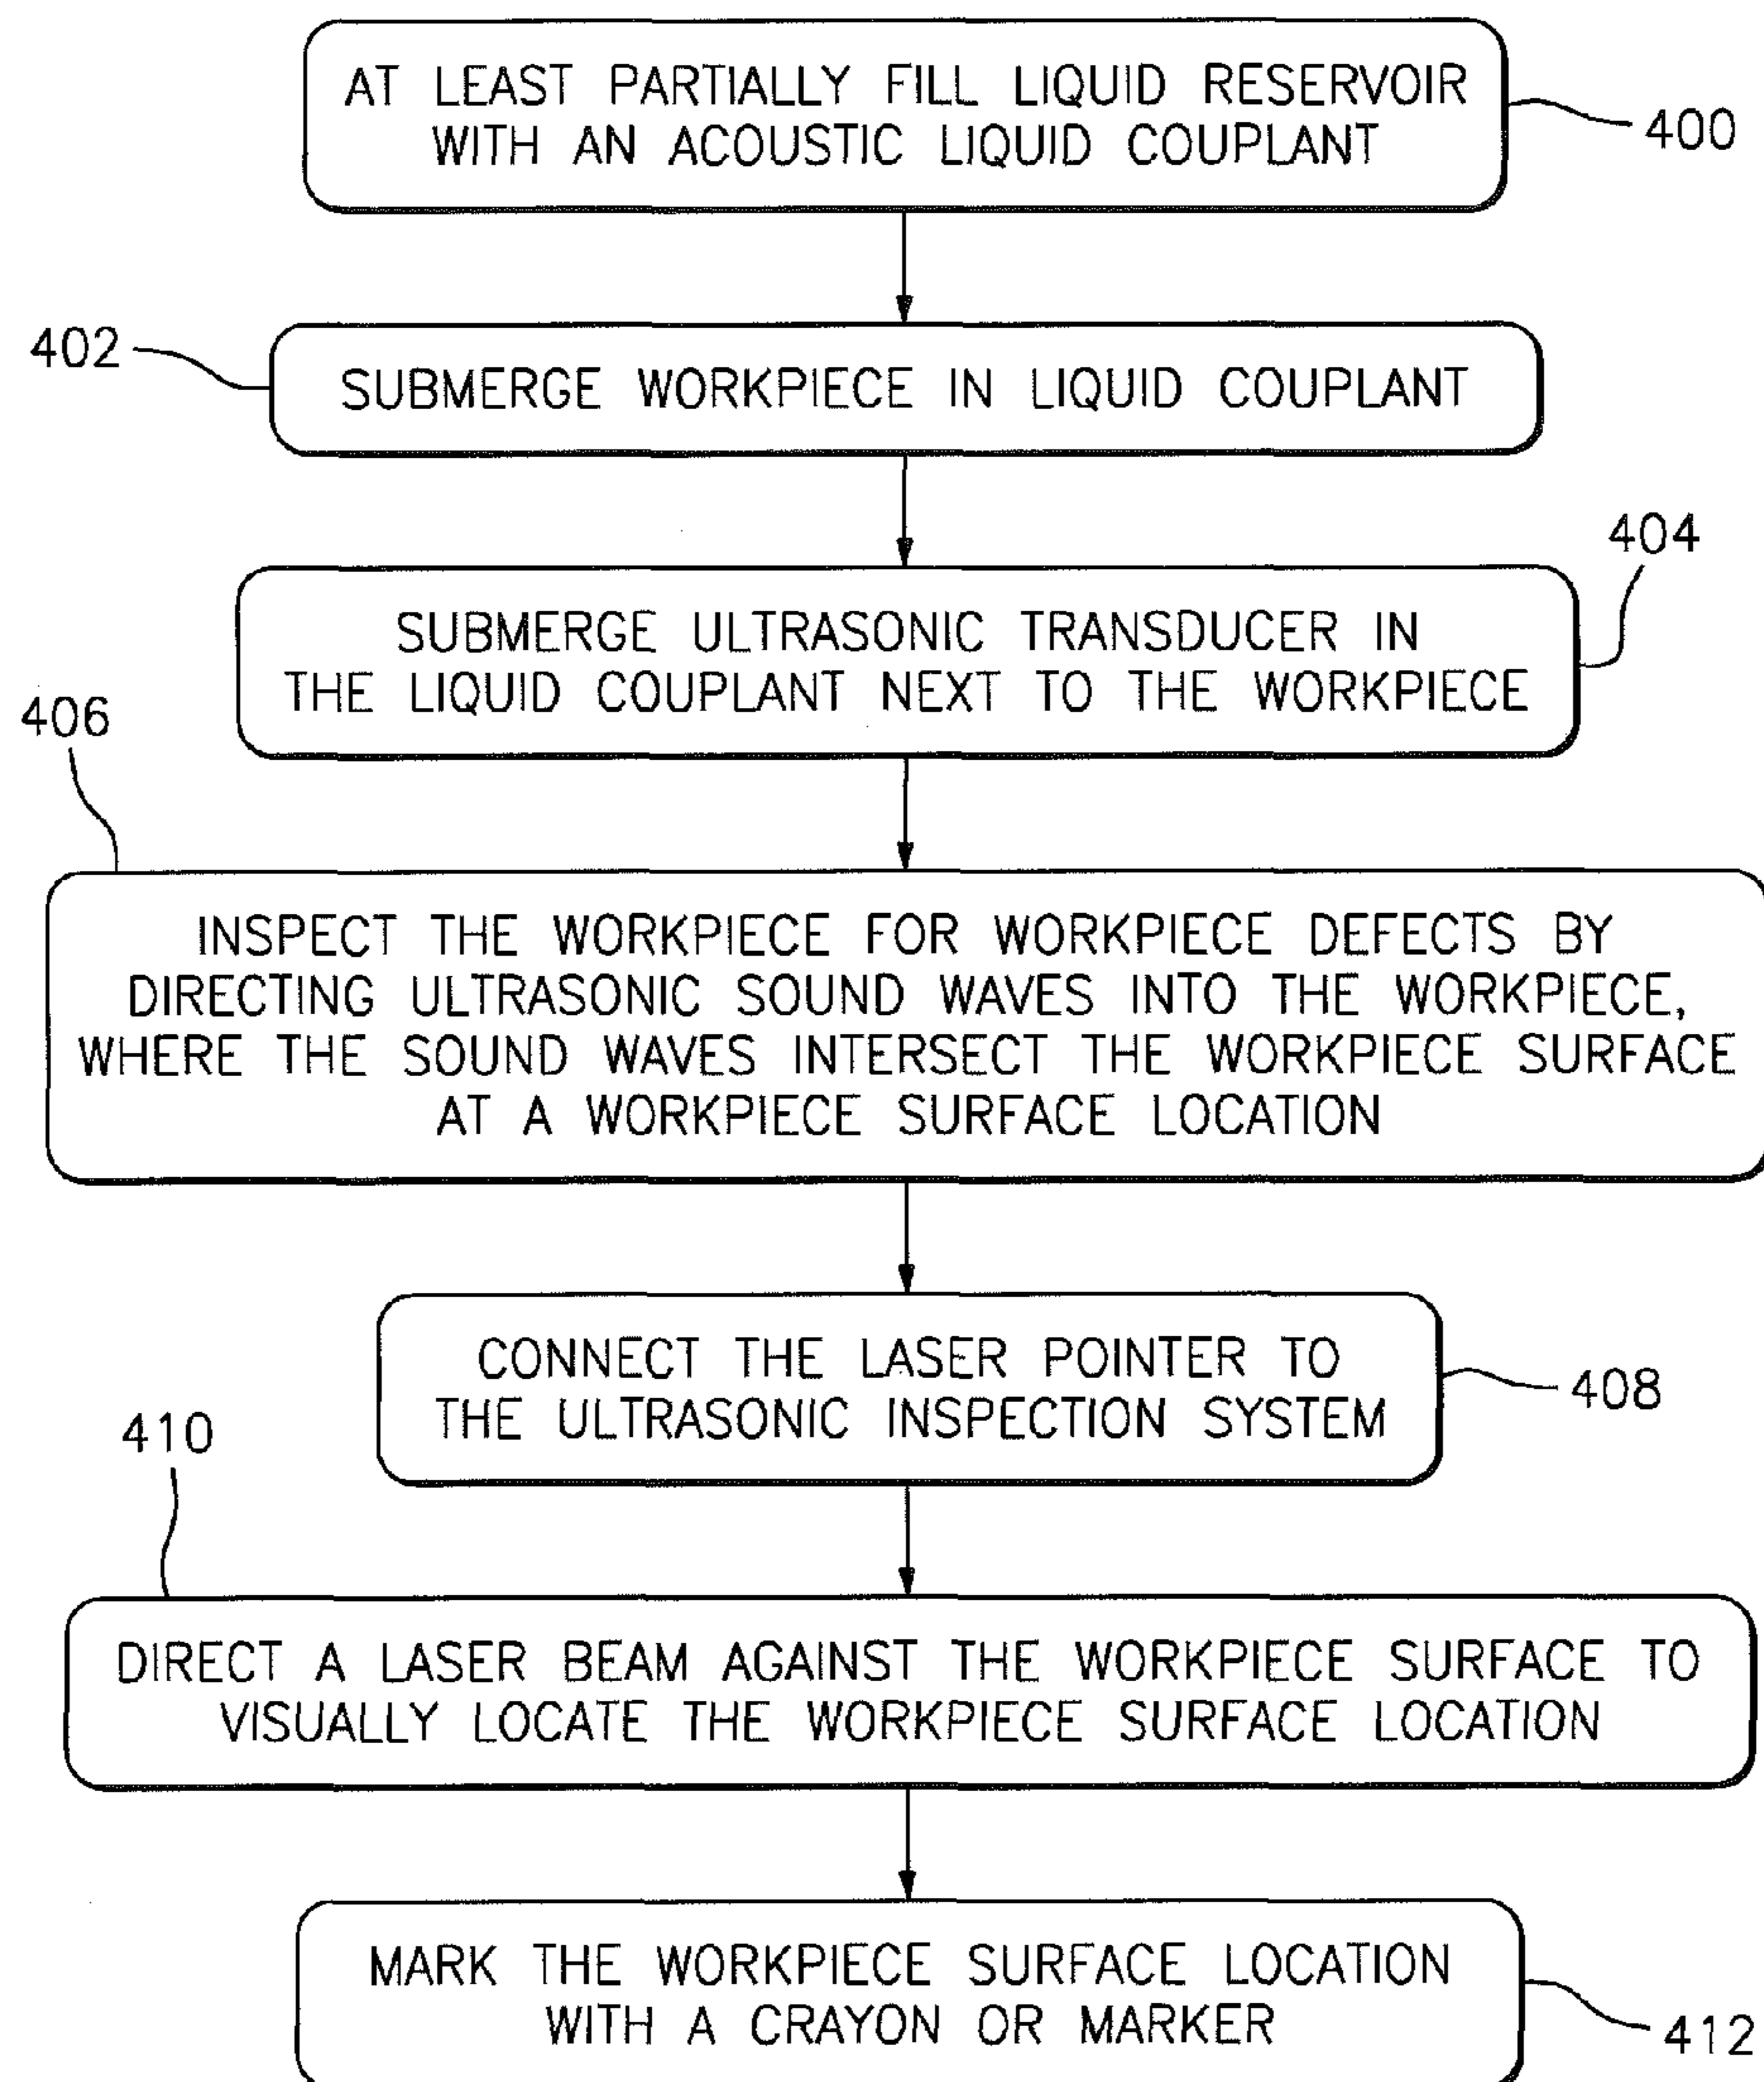 AT LEAST PARTIALLY FILL LIQUID RESERVOIR
WITH AN ACOUSTIC LIQUID COUPLANT
400
402
SUBMERGE WORKPIECE IN LIQUID COUPLANT
404
SUBMERGE ULTRASONIC TRANSDUCER IN
THE LIQUID COUPLANT NEXT TO THE WORKPIECE
406
INSPECT THE WORKPIECE FOR WORKPIECE DEFECTS BY
DIRECTING ULTRASONIC SOUND WAVES INTO THE WORKPIECE,
WHERE THE SOUND WAVES INTERSECT THE WORKPIECE SURFACE
AT A WORKPIECE SURFACE LOCATION
CONNECT THE LASER POINTER TO
THE ULTRASONIC INSPECTION SYSTEM
408
410
DIRECT A LASER BEAM AGAINST THE WORKPIECE SURFACE TO
VISUALLY LOCATE THE WORKPIECE SURFACE LOCATION
MARK THE WORKPIECE SURFACE LOCATION
WITH A CRAYON OR MARKER
412